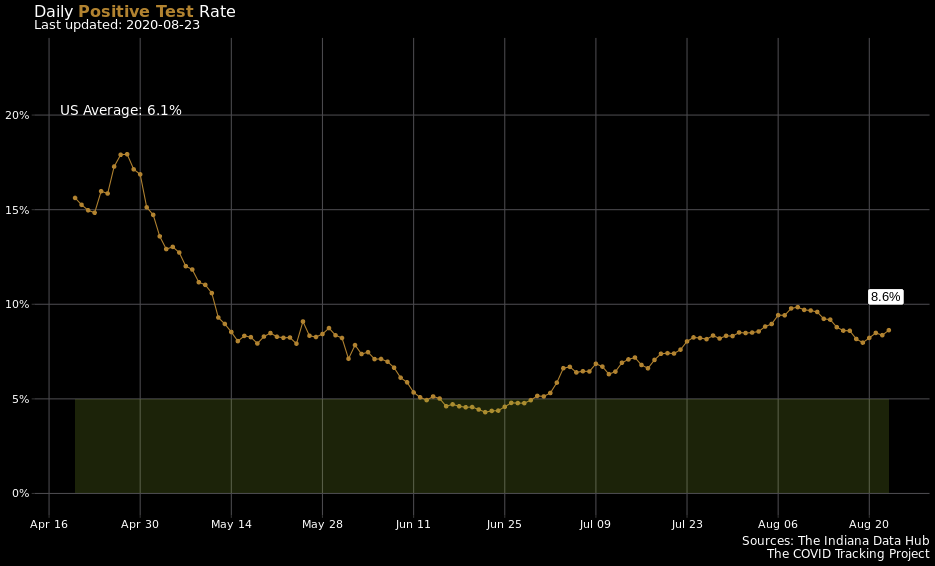 Daily Positive Test Rate
Last updated: 2020-08-23
US Average: 6.1%
20%
15%
10%
8.6%
5%
0%
Apr 16 Apr 30 May 14 May 28 Jun 11 Jun 25 Jul 09 Jul 23 Aug 06 Aug 20
Sources: The Indiana Data Hub
The COVID Tracking Project